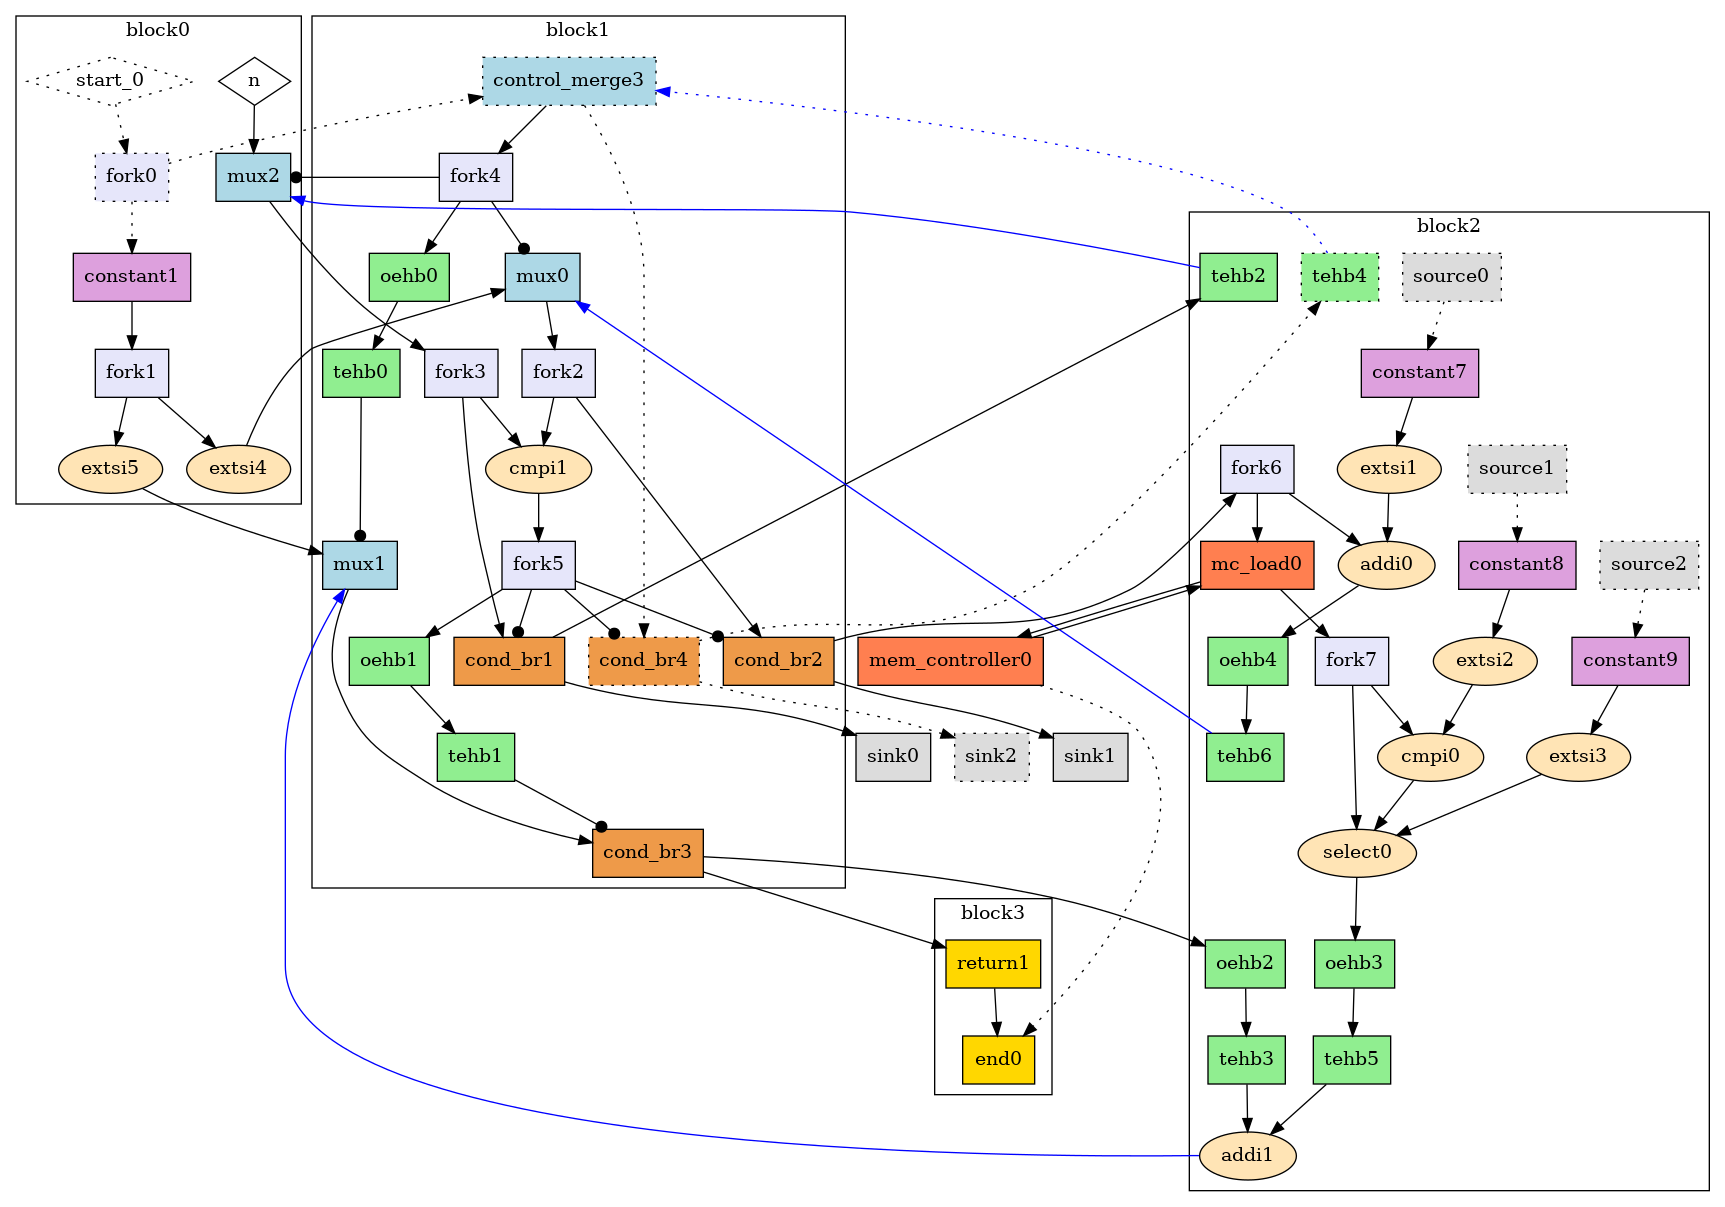 block0
block1
start_0
n
control_merge3
fork0
mux2
fork4
block2
constant1
oehb0
mux0
tehb2
tehb4
source0
fork1
tehb0
fork3
fork2
constant7
extsi5
extsi4
cmpi1
fork6
extsi1
source1
mux1
fork5
mc_load0
addi0
constant8
source2
oehb1
cond_br1
cond_br4
cond_br2
mem_controller0
oehb4
fork7
extsi2
constant9
tehb1
sink0
sink2
sink1
tehb6
cmpi0
extsi3
cond_br3
select0
block3
return1
oehb2
oehb3
end0
tehb3
tehb5
addi1